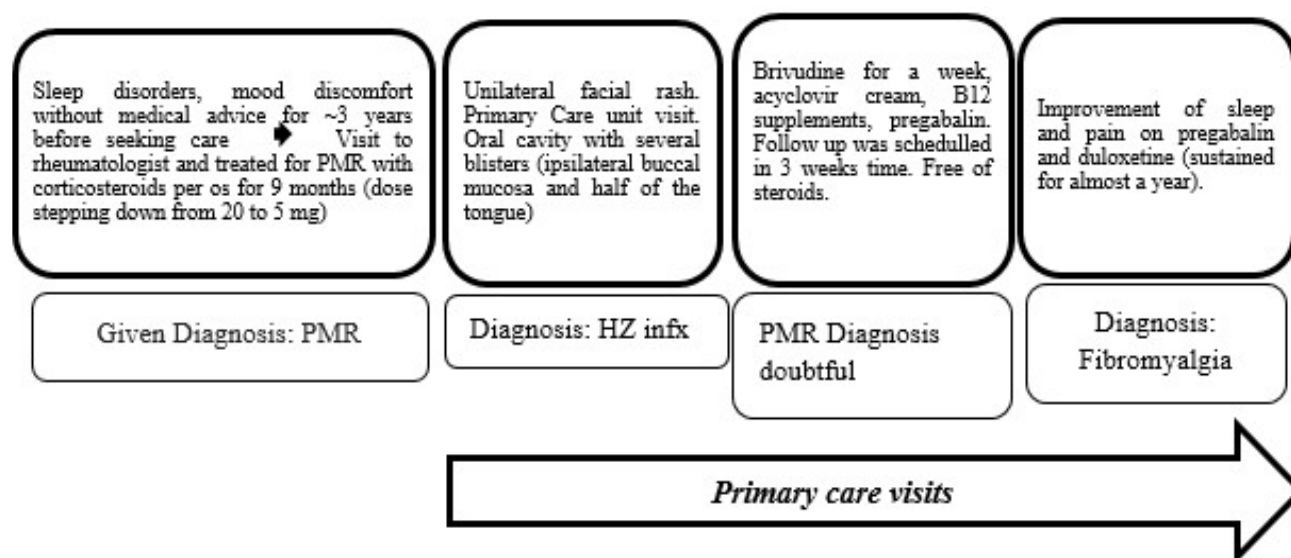 Sleep disorders, mood discomfort
without medical advice for ~3 years
before seeking care Visit to
rheumatologist and treated for PMR with
corticosteroids per os for 9 months (dose
stepping down from 20 to 5 mg)
Given Diagnosis: PMR
Unilateral facial rash.
Primary Care unit visit.
Oral cavity with several
blisters (ipsilateral buccal
mucosa and half of the
tongue)
Diagnosis: HZ infx
Brivudine for a week,
acyclovir cream, B12
supplements, pregabalin.
Follow up was schedulled
in 3 weeks time. Free of
steroids.
PMR Diagnosis
doubtful
Improvement of sleep
and pain on pregabalin
and duloxetine (sustained
for almost a year).
Diagnosis:
Fibromyalgia
Primary care visits